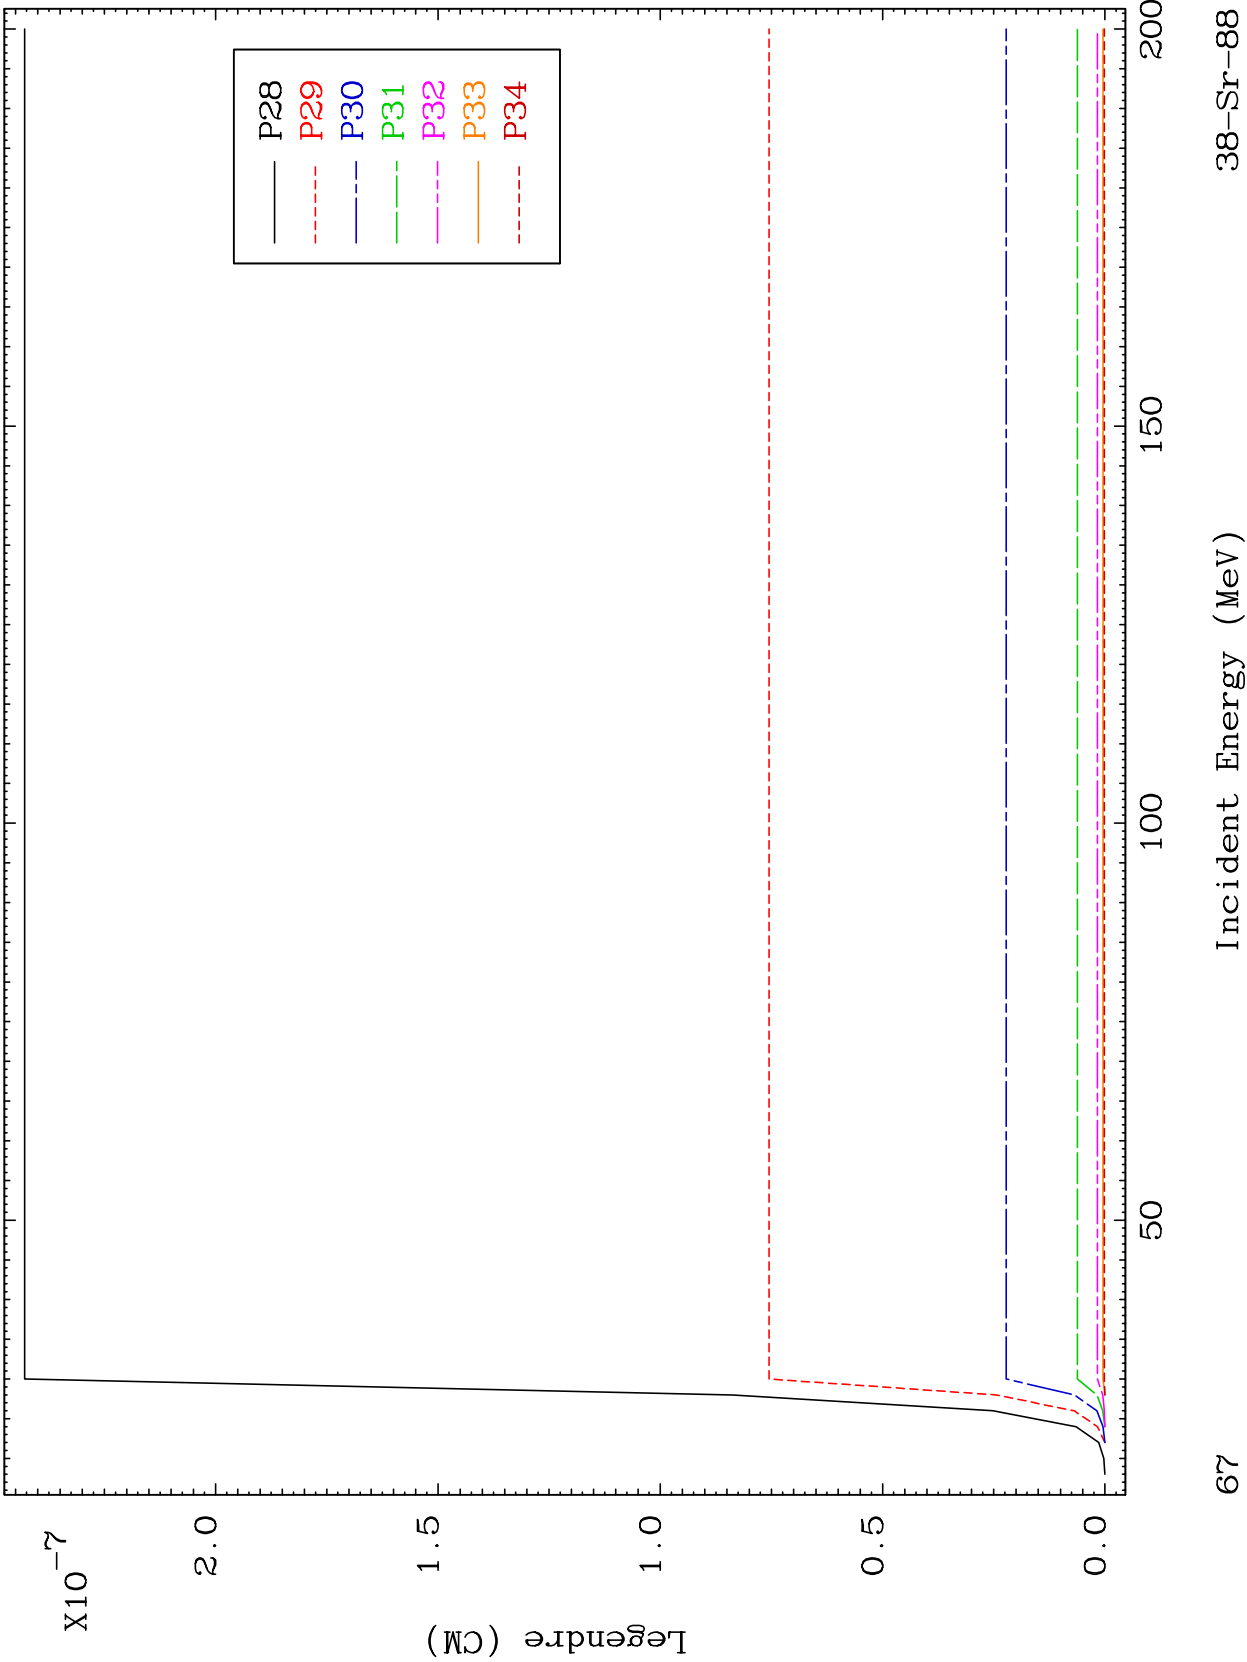 X10-7
Legendre (CM)
2.0
1.5
1.0
0.5
0.0
P28
P29
P30
P31
P32
P33
P34
50
100
150
200
67
Incident Energy (MeV)
38-Sr-88